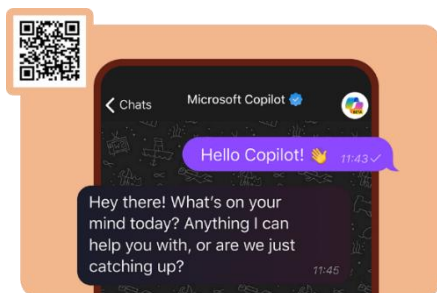 Chats
Microsoft Copilot
Hello Copilot! 👋 11:43
Hey there! What's on your
mind today? Anything I can
help you with, or are we just
catching up?
11:45